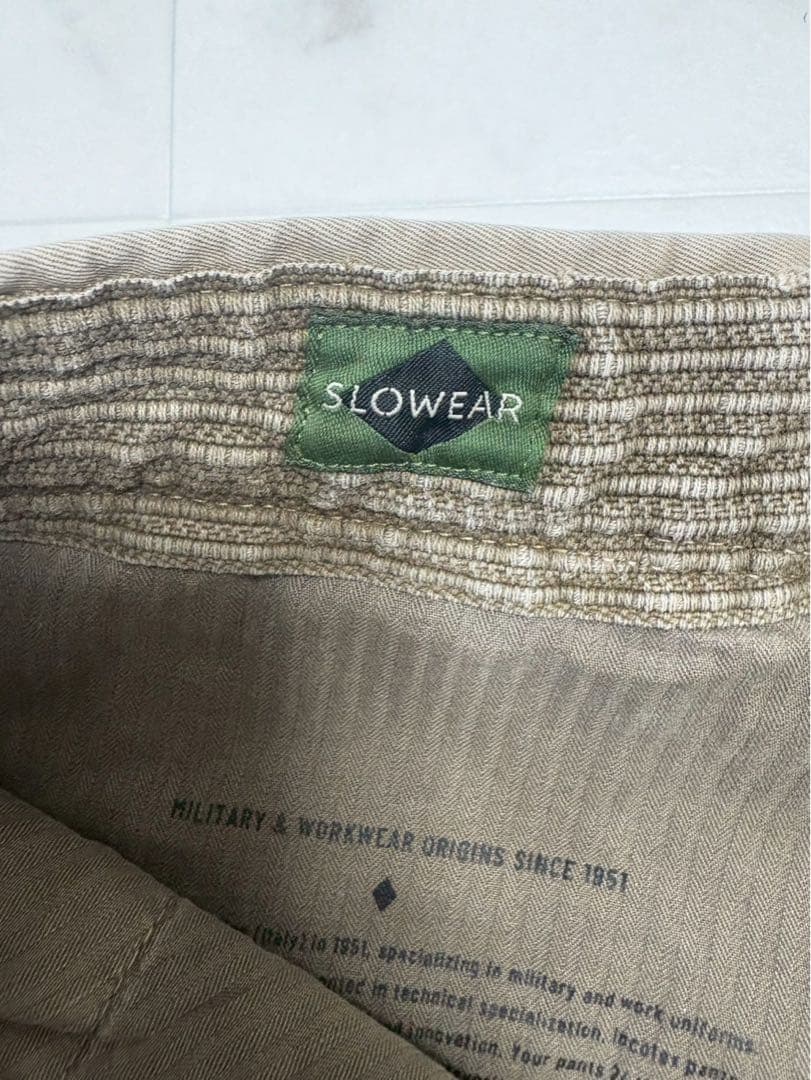 SLOWEAR
MILITARY & WORKWEAR ORIGINS SINCE 1951
(Italy) in 1951, specializing in military and work uniforms.
in technical specialization, Incotex
innovation. Your pants